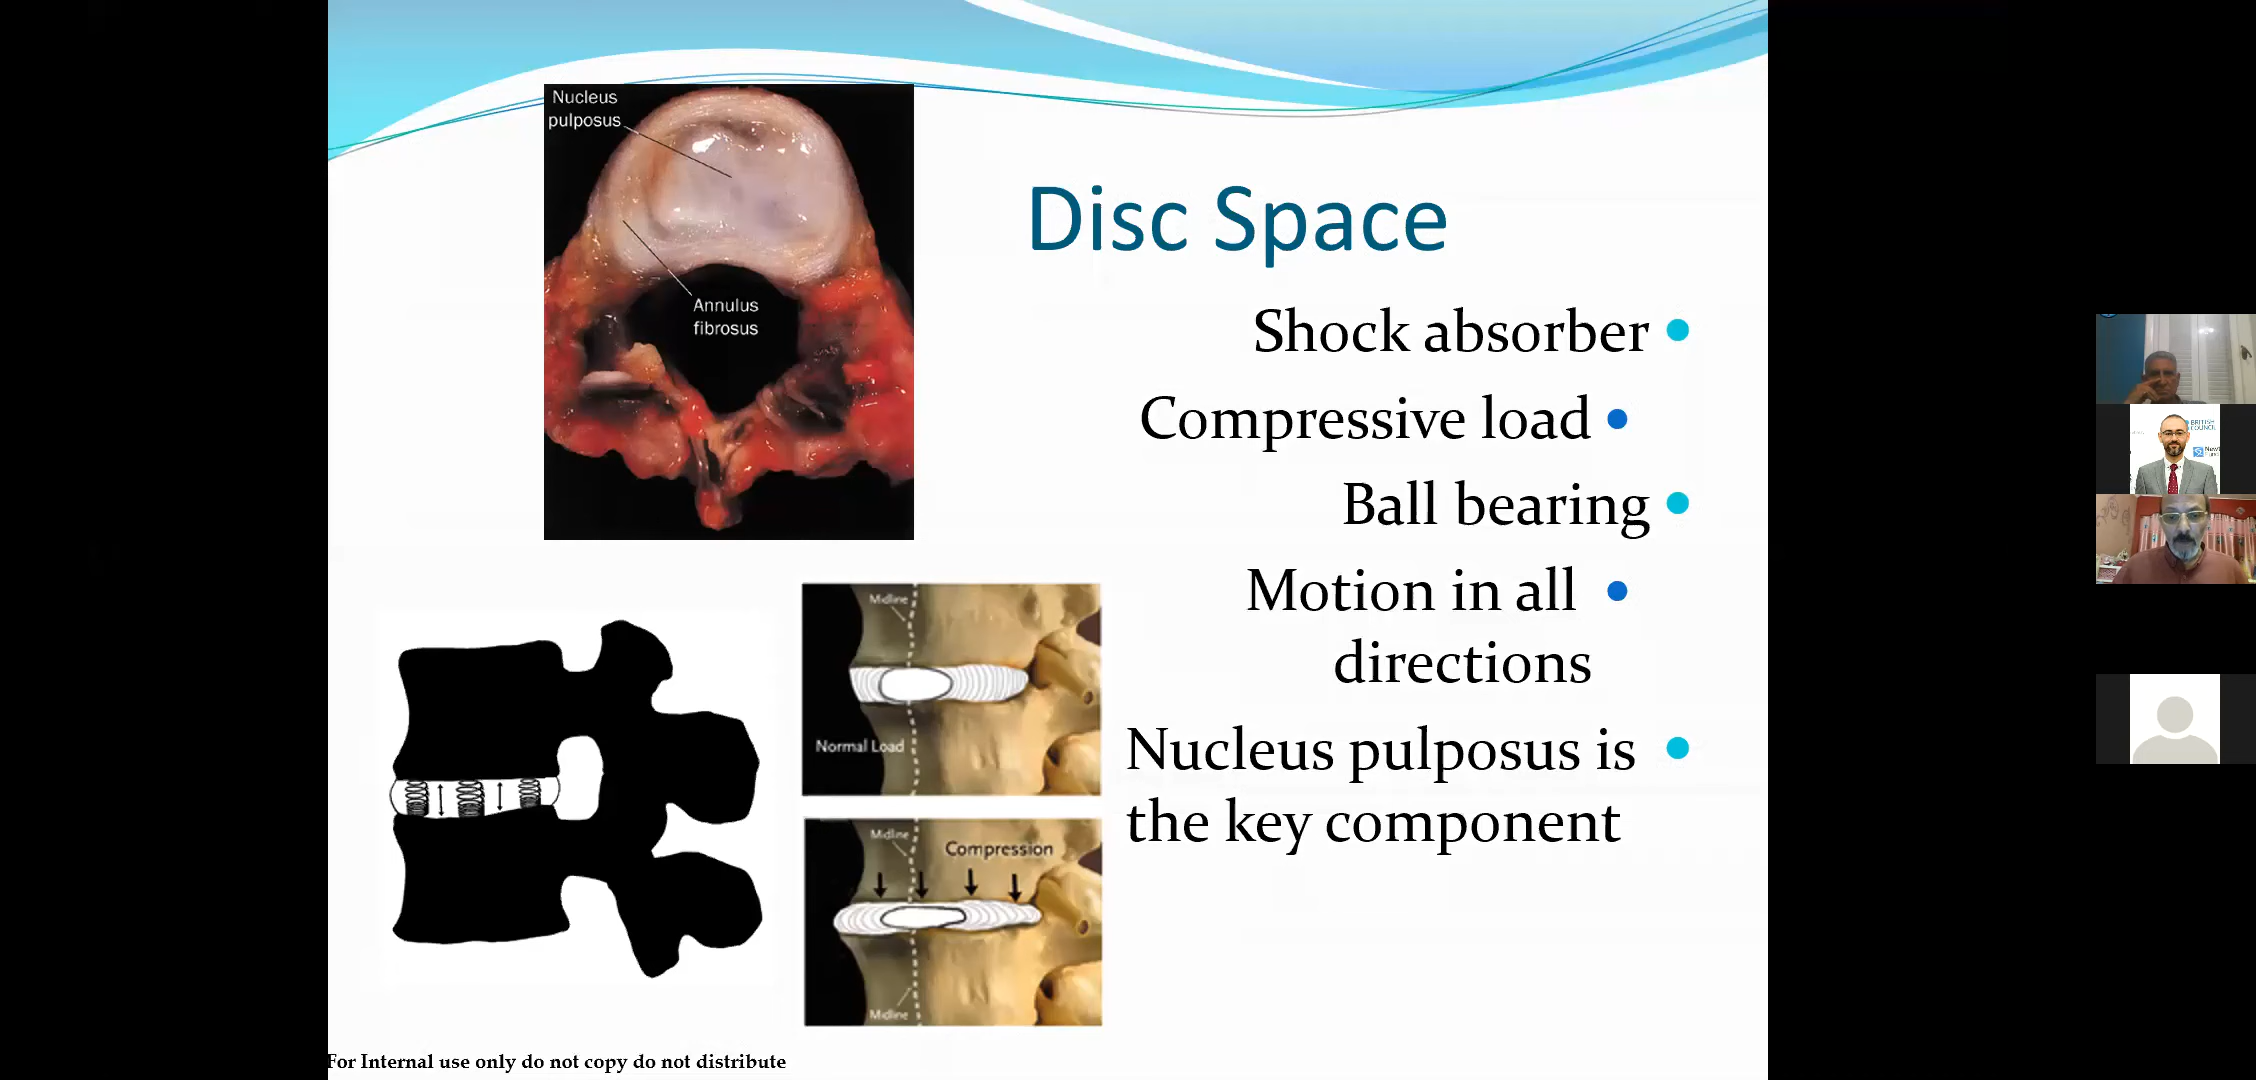 Nucleus
pulposus
Annulus
fibrosus
Disc Space
Shock absorber
Compressive load
Ball bearing
Motion in all
directions
Nucleus pulposus is
the key component
Midline
Normal Load
Midline
Compression
Midline
For Internal use only do not copy do not distribute
BRITISH
COUNCIL